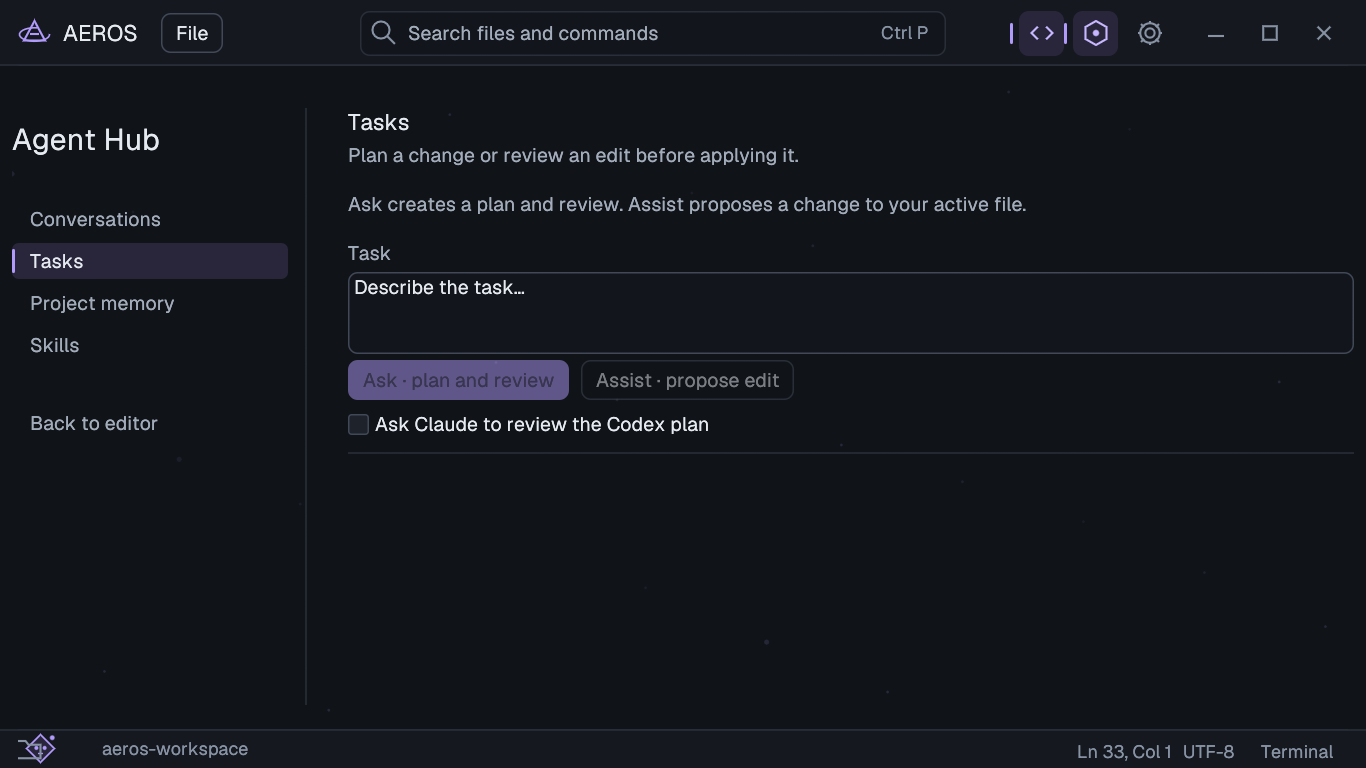 AEROS
File
Search files and commands
Ctrl P
Agent Hub
Conversations
Tasks
Project memory
Skills
Back to editor
Tasks
Plan a change or review an edit before applying it.
Ask creates a plan and review. Assist proposes a change to your active file.
Task
Describe the task…
Ask · plan and review
Assist · propose edit
Ask Claude to review the Codex plan
aeros-workspace
Ln 33, Col 1
UTF-8
Terminal